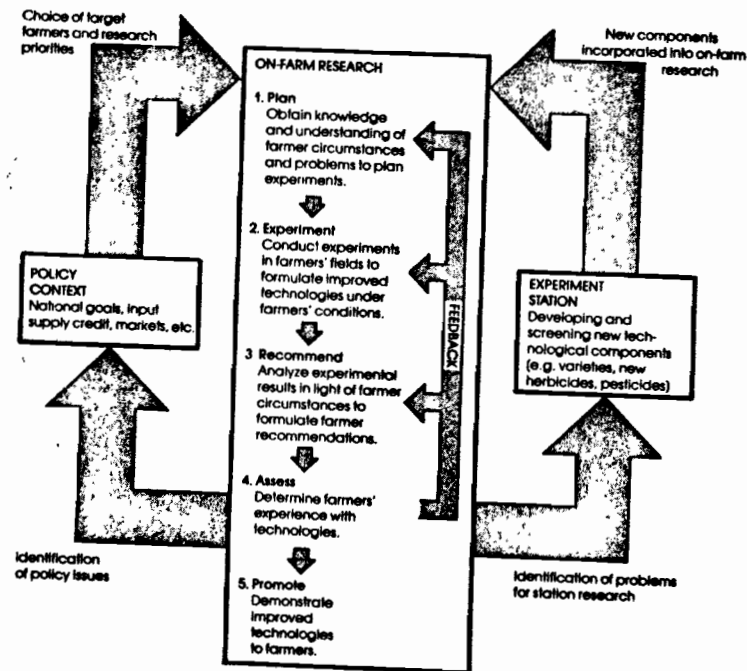 Choice of target
farmers and research
priorities
New components
incorporated into on-farm
research
ON-FARM RESEARCH
1. Plan
Obtain knowledge
and understanding of
farmer circumstances
and problems to plan
experiments.
2. Experiment
Conduct experiments
in farmers' fields to
formulate improved
technologies under
farmers' conditions.
3 Recommend
Analyze experimental
results in light of farmer
circumstances to
formulate farmer
recommendations.
4. Assess
Determine farmers'
experience with
technologies.
5. Promote
Demonstrate
improved
technologies
to farmers.
FEEDBACK
POLICY
CONTEXT
National goals, input
supply credit, markets, etc.
EXPERIMENT
STATION
Developing and
screening new tech-
nological components
(e.g. varieties, new
herbicides, pesticides)
Identification
of policy issues
Identification of problems
for station research